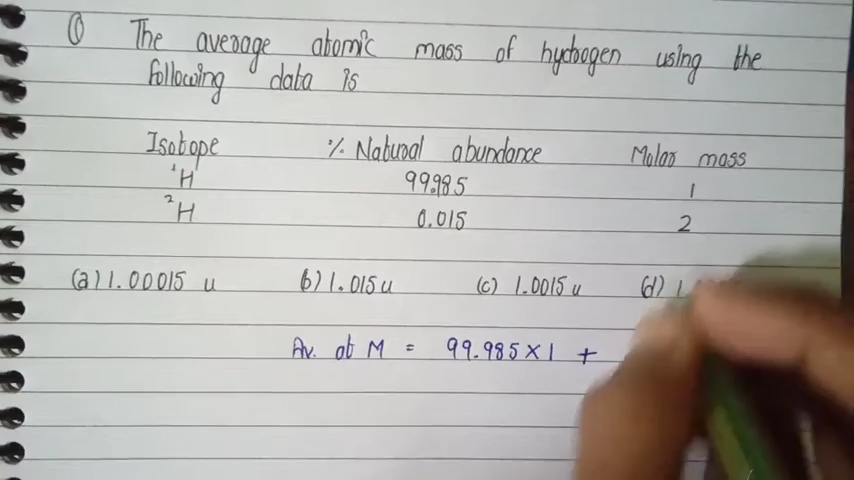 ① The average atomic mass of hydrogen using the
following data is
Isotope % Natural abundance Molar mass
¹H 99.985 1
²H 0.015 2
(a) 1.00015 u (b) 1.015 u (c) 1.0015 u (d) 1.
Av. at M = 99.985 × 1 +